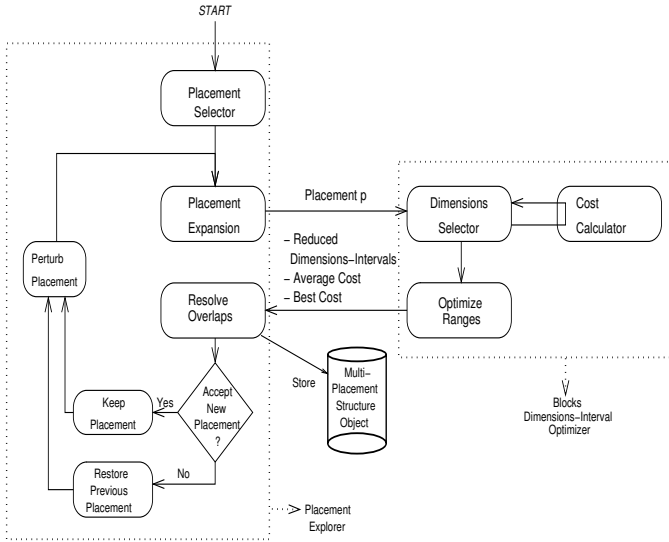 START
Placement
Selector
Placement
Expansion
Placement p
Dimensions
Selector
Cost
Calculator
– Reduced
Dimensions–Intervals
– Average Cost
– Best Cost
Perturb
Placement
Resolve
Overlaps
Optimize
Ranges
Store
Multi–
Placement
Structure
Object
Keep
Placement
Yes
Accept
New
Placement
?
No
Restore
Previous
Placement
Blocks
Dimensions–Interval
Optimizer
Placement
Explorer